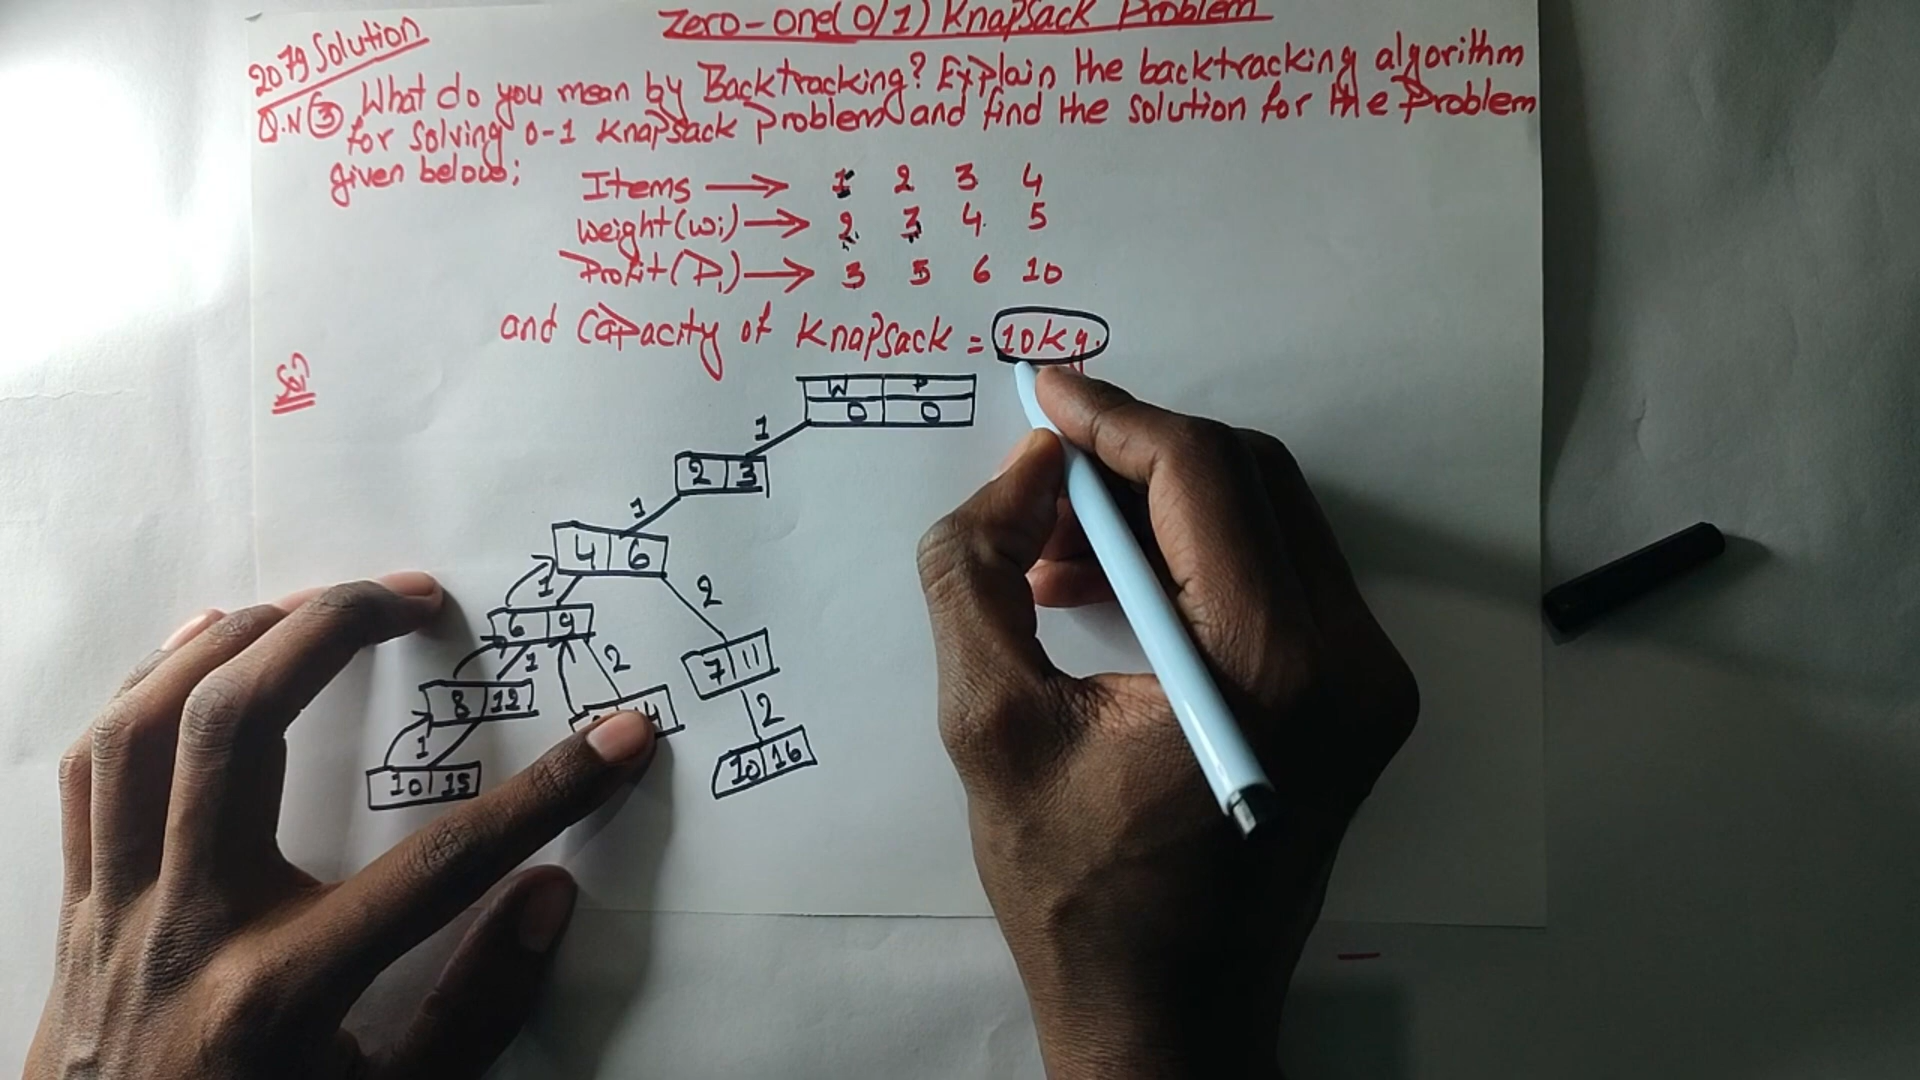 Zero-one(0/1) Knapsack Problem
2079 Solution
Q.N (3) What do you mean by Backtracking? Explain the backtracking algorithm
for solving 0-1 Knapsack problem and find the solution for the problem
given below;
Items → 1 2 3 4
Weight(wi) → 2 3 4 5
Profit(Pi) → 3 5 6 10
and Capacity of Knapsack = 10kg.
Soln
W P
0 0
1
2 3
1
4 6
1 2
6 9
1 2
7 11
8 12
1 2
10 16
10 15